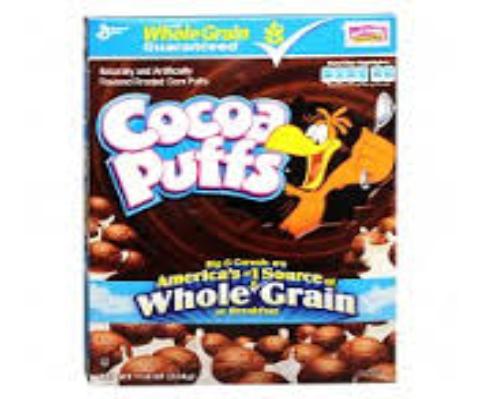 Whole Grain
Guaranteed
Naturally and Artificially
Flavored Frosted Corn Puffs
Cocoa
Puffs
Big G Cereals are
America's #1 Source of
Whole Grain
at Breakfast